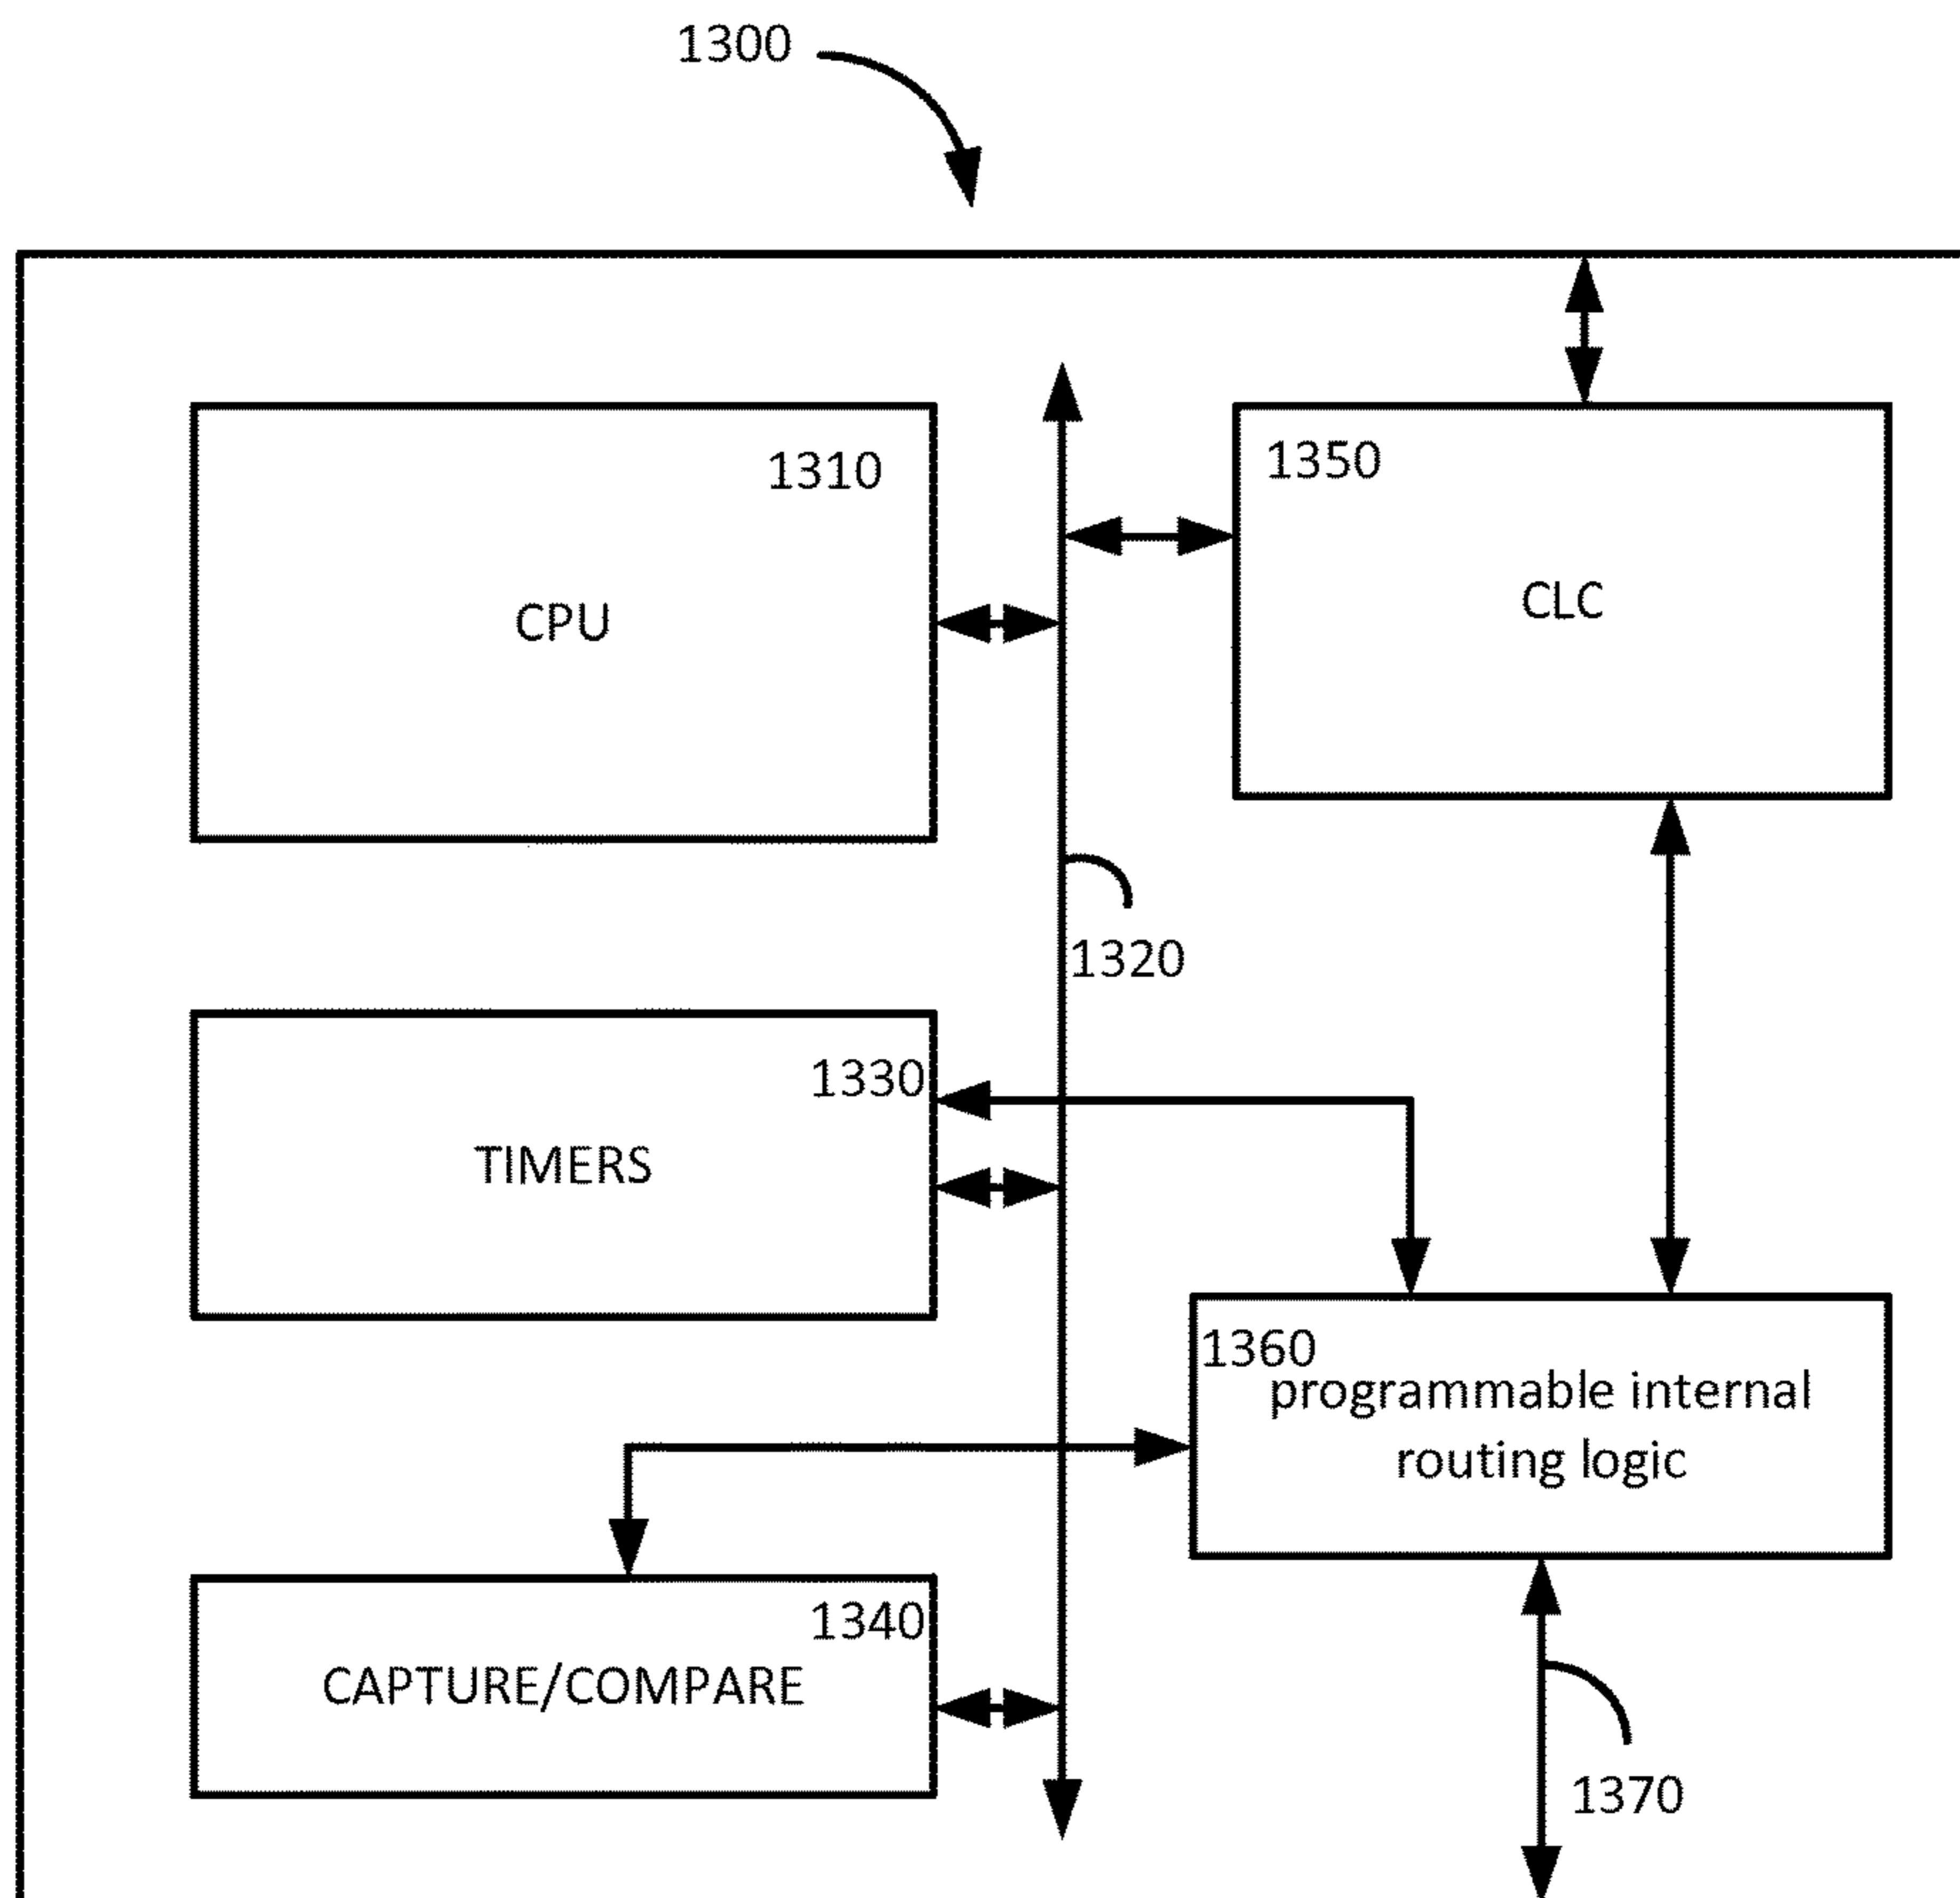 1300
1310
CPU
1350
CLC
1320
1330
TIMERS
1360
programmable internal
routing logic
1340
CAPTURE/COMPARE
1370